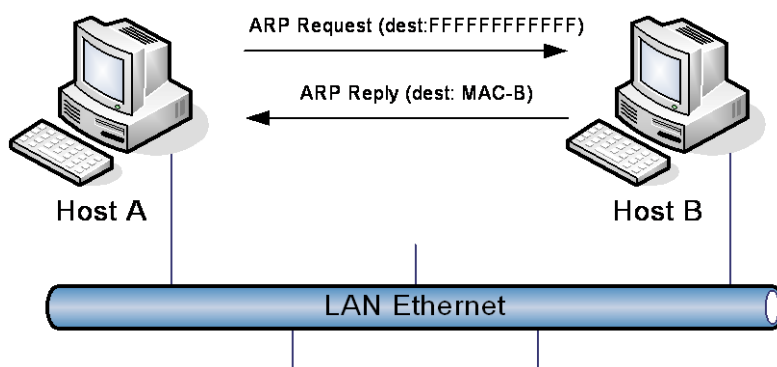 ARP Request (dest:FFFFFFFFFFFF)
ARP Reply (dest: MAC-B)
Host A
Host B
LAN Ethernet